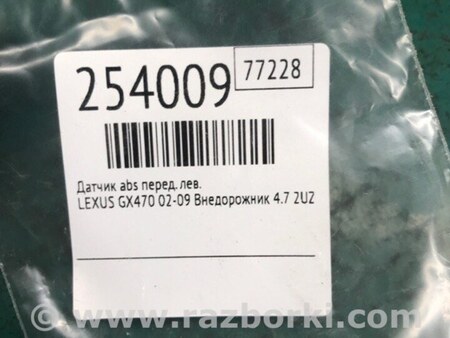 254009
77228
Датчик abs перед.лев.
LEXUS GX470 02-09 Внедорожник 4.7 2UZ
www.razborki.com